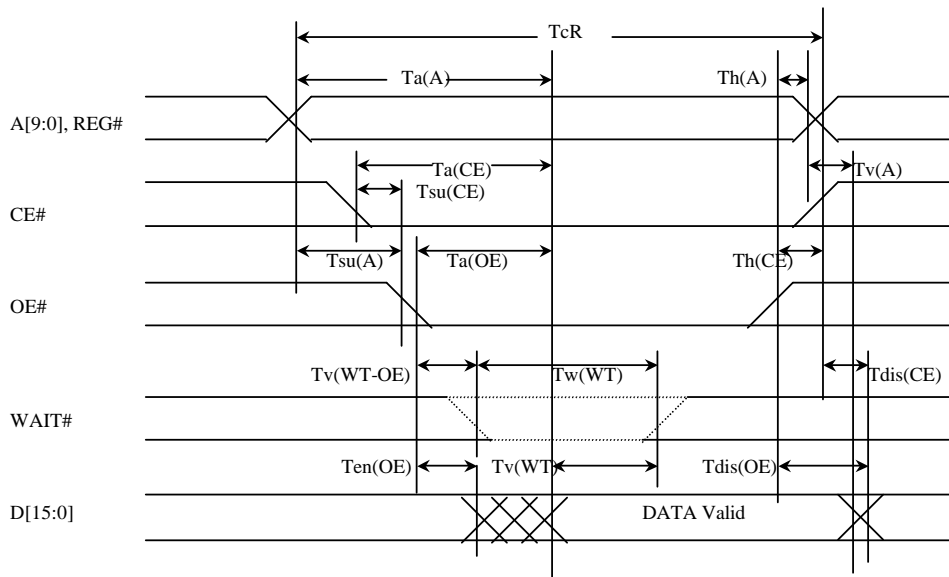 TcR
Ta(A)
Th(A)
A[9:0], REG#
Ta(CE)
Tv(A)
Tsu(CE)
CE#
Tsu(A)
Ta(OE)
Th(CE)
OE#
Tv(WT-OE)
Tw(WT)
Tdis(CE)
WAIT#
Ten(OE)
Tv(WT)
Tdis(OE)
D[15:0]
DATA Valid